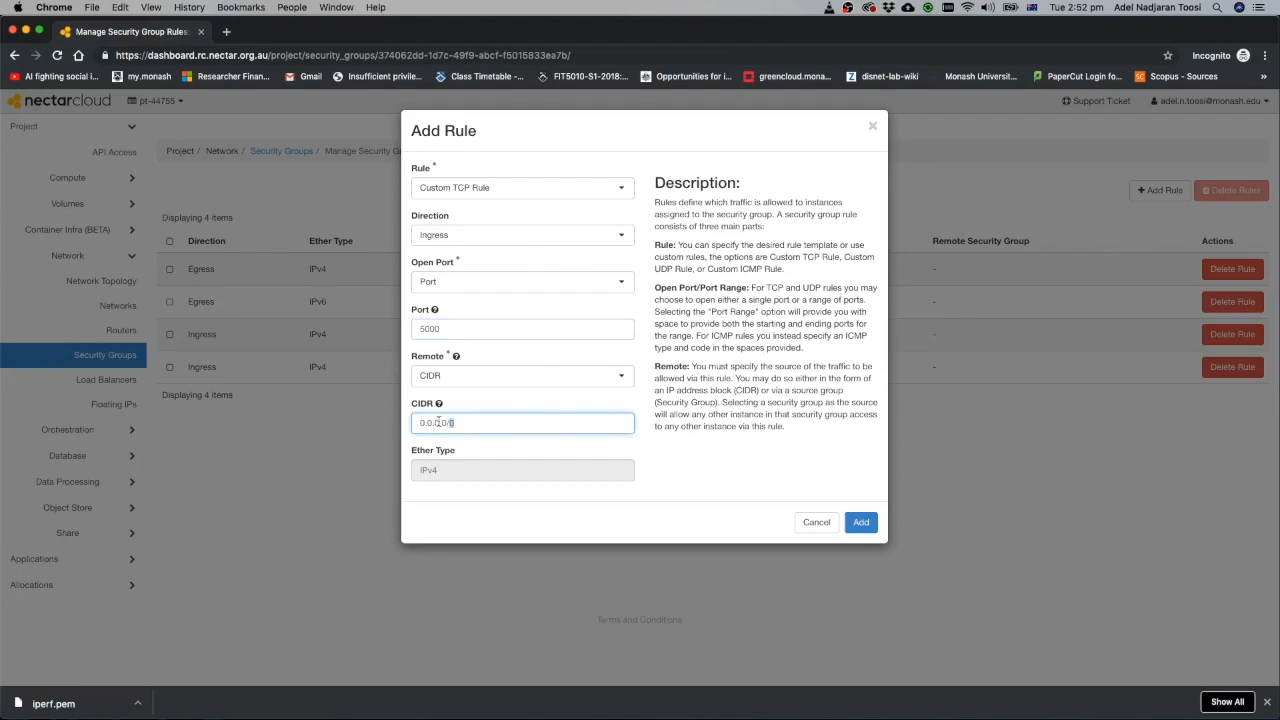 Chrome File Edit View History Bookmarks People Window Help Tue 2:52 pm Adel Nadjaran Toosi
Manage Security Group Rules:
https://dashboard.rc.nectar.org.au/project/security_groups/374062dd-1d7c-49f9-abcf-f5015833ea7b/ Incognito
AI fighting social i... my.monash Researcher Finan... Gmail Insufficient privile... Class Timetable -... FIT5010-S1-2018:... Opportunities for i... greencloud.mona... disnet-lab-wiki Monash Universit... PaperCut Login fo... Scopus - Sources »
nectarcloud pt-44755 Support Ticket adel.n.toosi@monash.edu
Project
API Access
Compute
Volumes
Container Infra (BETA)
Network
Network Topology
Networks
Routers
Security Groups
Load Balancers
Floating IPs
Orchestration
Database
Data Processing
Object Store
Share
Applications
Allocations
Project / Network / Security Groups / Manage Security G
+ Add Rule Delete Rules
Displaying 4 items
Direction Ether Type Remote Security Group Actions
Egress IPv4 - Delete Rule
Egress IPv6 - Delete Rule
Ingress IPv4 - Delete Rule
Ingress IPv4 - Delete Rule
Displaying 4 items
Add Rule ×
Rule *
Custom TCP Rule
Direction
Ingress
Open Port *
Port
Port
5000
Remote *
CIDR
CIDR
0.0.0.0/0
Ether Type
IPv4
Description:
Rules define which traffic is allowed to instances
assigned to the security group. A security group rule
consists of three main parts:
Rule: You can specify the desired rule template or use
custom rules, the options are Custom TCP Rule, Custom
UDP Rule, or Custom ICMP Rule.
Open Port/Port Range: For TCP and UDP rules you may
choose to open either a single port or a range of ports.
Selecting the "Port Range" option will provide you with
space to provide both the starting and ending ports for
the range. For ICMP rules you instead specify an ICMP
type and code in the spaces provided.
Remote: You must specify the source of the traffic to be
allowed via this rule. You may do so either in the form of
an IP address block (CIDR) or via a source group
(Security Group). Selecting a security group as the source
will allow any other instance in that security group access
to any other instance via this rule.
Cancel Add
Terms and Conditions
iperf.pem Show All